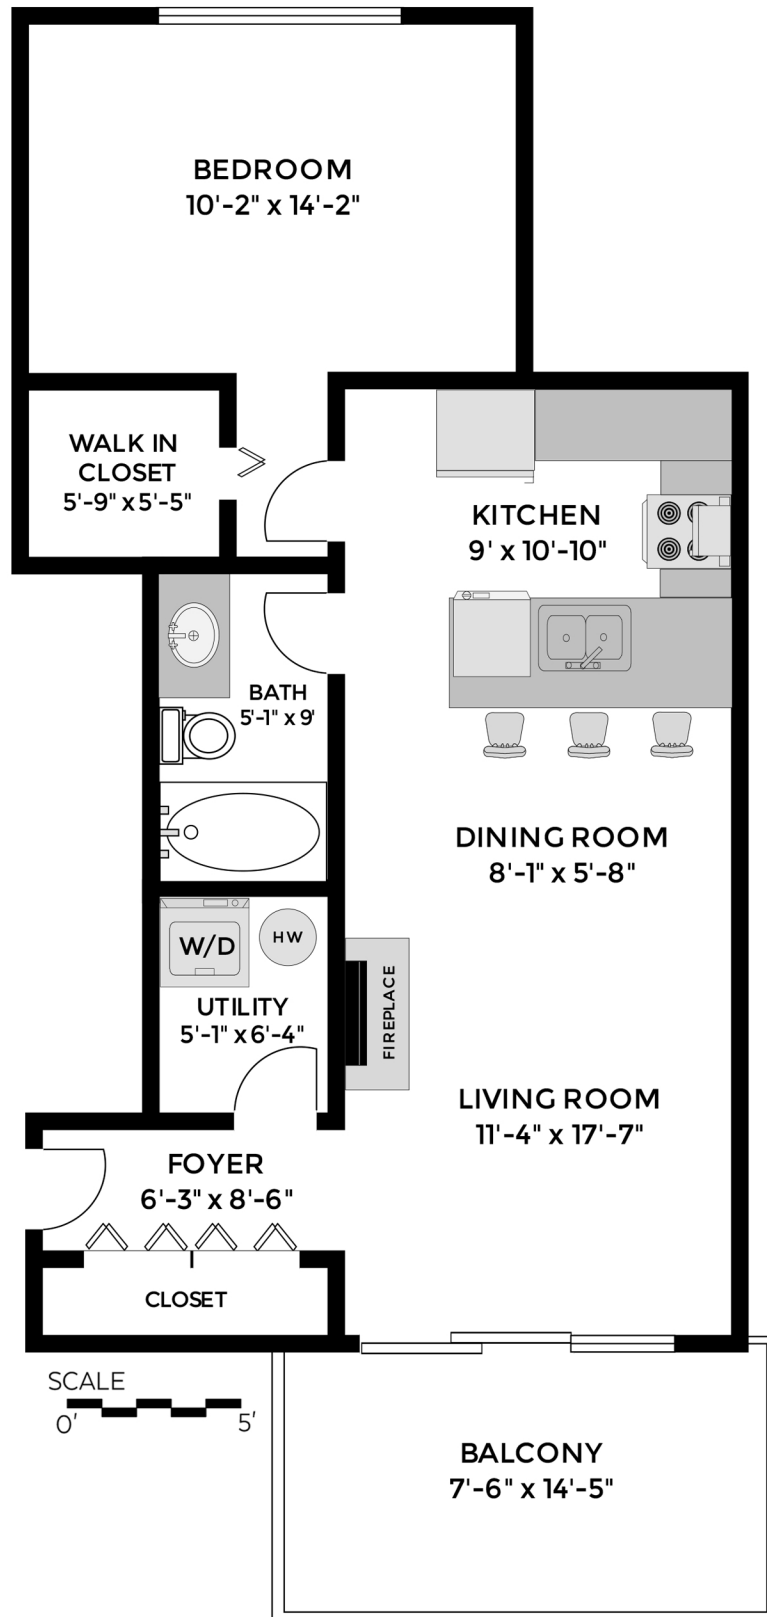 BEDROOM
10'-2" x 14'-2"
WALK IN
CLOSET
5'-9" x 5'-5"
KITCHEN
9' x 10'-10"
BATH
5'-1" x 9'
DINING ROOM
8'-1" x 5'-8"
W/D
HW
UTILITY
5'-1" x 6'-4"
FIREPLACE
LIVING ROOM
11'-4" x 17'-7"
FOYER
6'-3" x 8'-6"
CLOSET
SCALE
0' 5'
BALCONY
7'-6" x 14'-5"